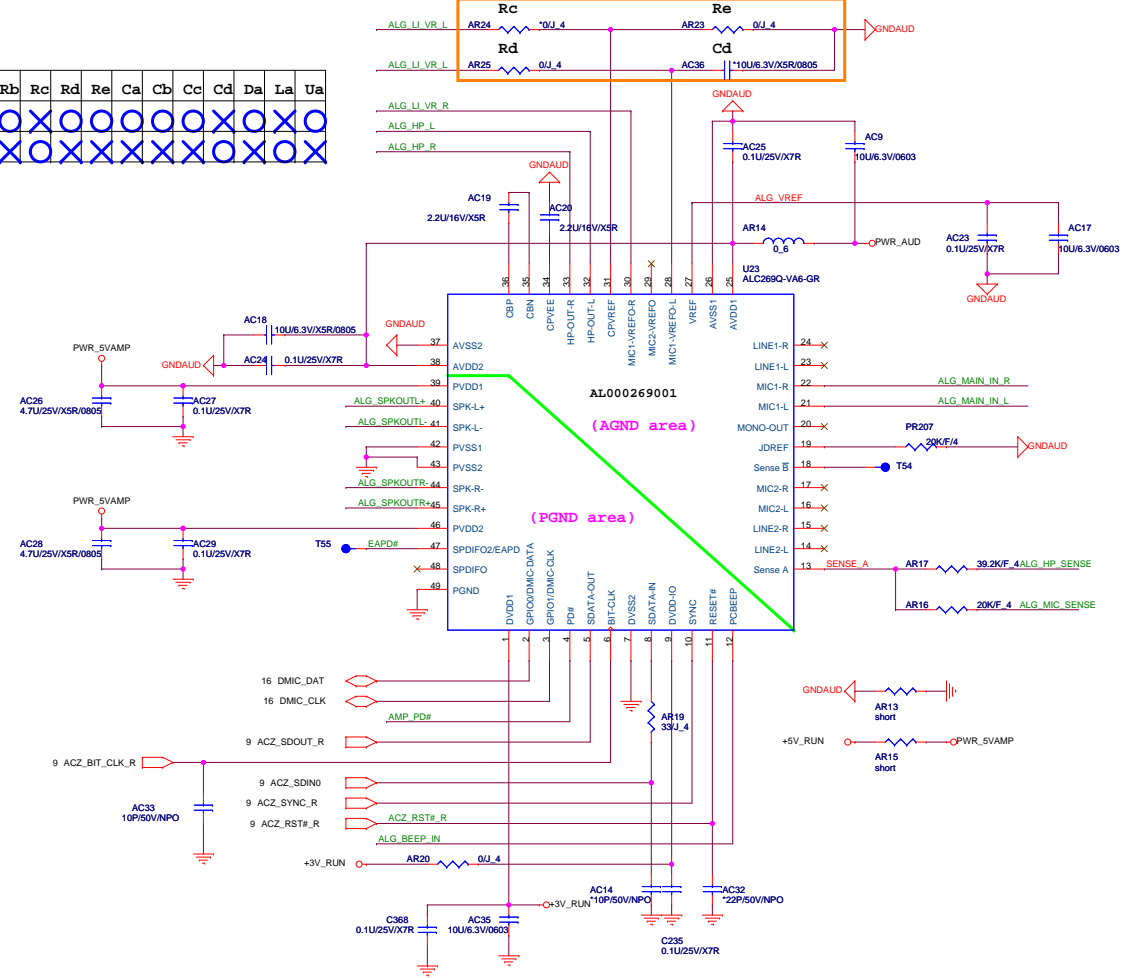 Rc Re
ALG_LI_VR_L AR24 *0/J_4 AR23 0/J_4 GNDAUD
Rd Cd
ALG_LI_VR_L AR25 0/J_4 AC36 *10U/6.3V/X5R/0805
Rb Rc Rd Re Ca Cb Cc Cd Da La Ua
GNDAUD
ALG_LI_VR_R
ALG_HP_L
ALG_HP_R
AC25
0.1U/25V/X7R
AC9
10U/6.3V/0603
GNDAUD
AC19
2.2U/16V/X5R
AC20
2.2U/16V/X5R
ALG_VREF
AR14
0_6
PWR_AUD
AC23
0.1U/25V/X7R
AC17
10U/6.3V/0603
GNDAUD
U23
ALC269Q-VA6-GR
36 35 34 33 32 31 30 29 28 27 26 25
CBP CBN CPVEE HP-OUT-R HP-OUT-L CPVREF MIC1-VREFO-R MIC2-VREFO MIC1-VREFO-L VREF AVSS1 AVDD1
AC18
10U/6.3V/X5R/0805
GNDAUD
AC24
0.1U/25V/X7R
GNDAUD
PWR_5VAMP
AC26
4.7U/25V/X5R/0805
AC27
0.1U/25V/X7R
37 AVSS2
38 AVDD2
39 PVDD1
ALG_SPKOUTL+ 40 SPK-L+
ALG_SPKOUTL- 41 SPK-L-
42 PVSS1
43 PVSS2
ALG_SPKOUTR- 44 SPK-R-
ALG_SPKOUTR+ 45 SPK-R+
46 PVDD2
T55 EAPD# 47 SPDIFO2/EAPD
48 SPDIFO
49 PGND
PWR_5VAMP
AC28
4.7U/25V/X5R/0805
AC29
0.1U/25V/X7R
AL000269001
(AGND area)
(PGND area)
LINE1-R 24
LINE1-L 23
MIC1-R 22 ALG_MAIN_IN_R
MIC1-L 21 ALG_MAIN_IN_L
MONO-OUT 20
JDREF 19 PR207 20K/F/4 GNDAUD
Sense B 18 T54
MIC2-R 17
MIC2-L 16
LINE2-R 15
LINE2-L 14
Sense A 13 SENSE_A AR17 39.2K/F_4 ALG_HP_SENSE
AR16 20K/F_4 ALG_MIC_SENSE
DVDD1 GPIO0/DMIC-DATA GPIO1/DMIC-CLK PD# SDATA-OUT BIT-CLK DVSS2 SDATA-IN DVDD-IO SYNC RESET# PCBEEP
1 2 3 4 5 6 7 8 9 10 11 12
16 DMIC_DAT
16 DMIC_CLK
AMP_PD#
AR19
33/J_4
9 ACZ_SDOUT_R
9 ACZ_BIT_CLK_R
9 ACZ_SDIN0
9 ACZ_SYNC_R
9 ACZ_RST#_R ACZ_RST#_R
ALG_BEEP_IN
AC33
10P/50V/NPO
+3V_RUN AR20 0/J_4
GNDAUD
AR13
short
+5V_RUN PWR_5VAMP
AR15
short
AC14
*10P/50V/NPO
AC32
*22P/50V/NPO
+3V_RUN
C368
0.1U/25V/X7R
AC35
10U/6.3V/0603
C235
0.1U/25V/X7R